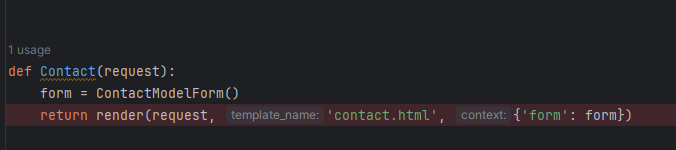 1 usage
def Contact(request):
form = ContactModelForm()
return render(request, template_name: 'contact.html', context: {'form': form})